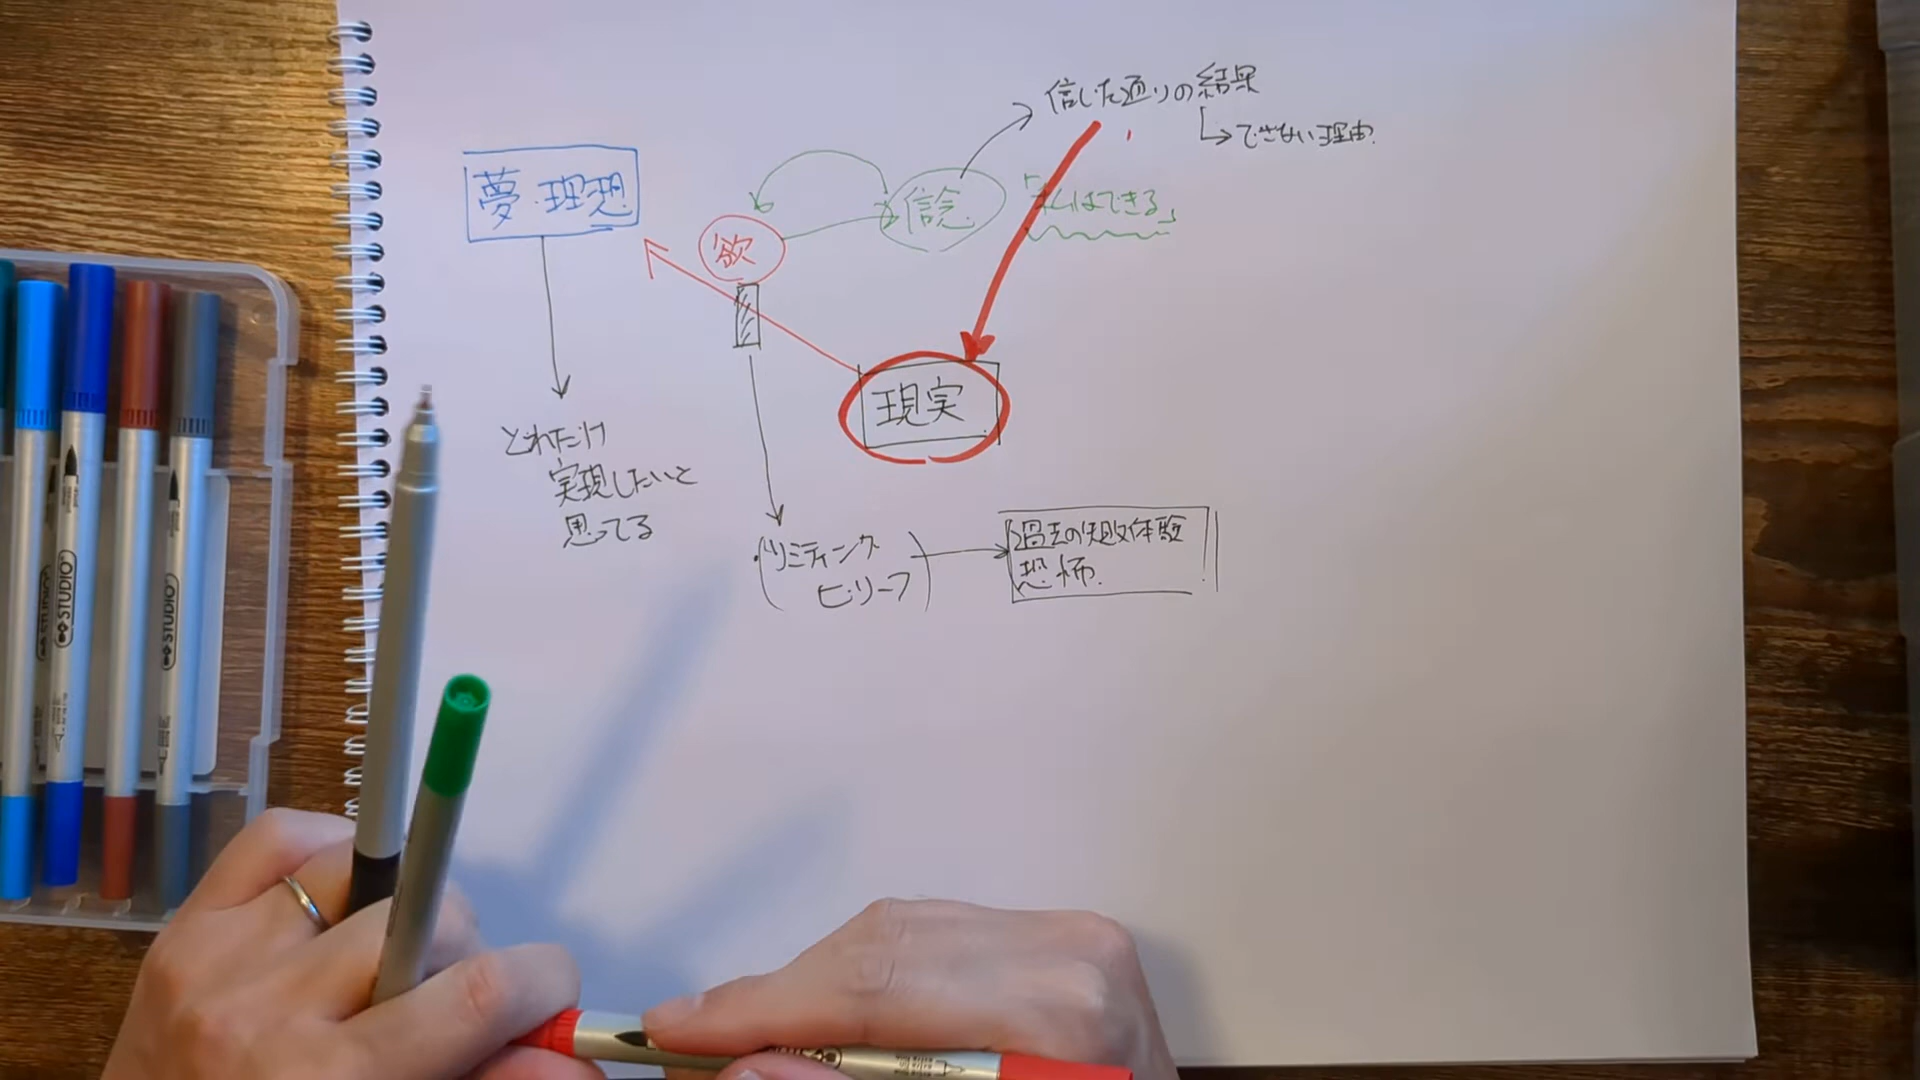 信じた通りの結果
できない理由
夢・理想
欲
信念
「私はできる」
現実
どれだけ
実現したいと
思ってる
リミティング
ビリーフ
過去の失敗体験
恐怖
STUDIO
STUDIO
STUDIO